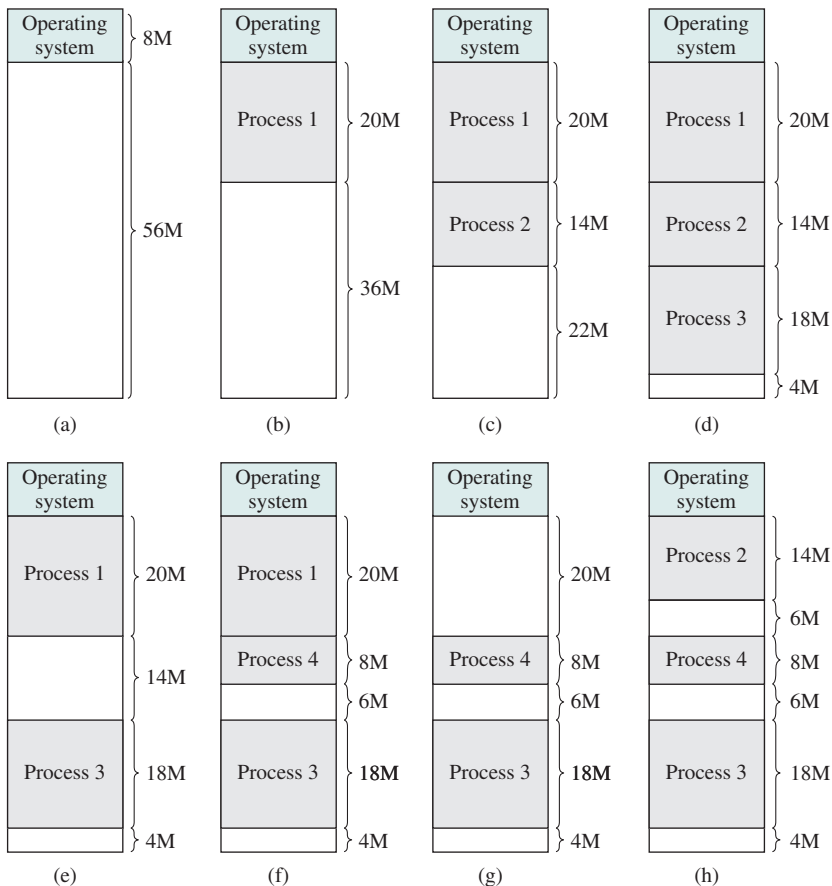 Operating
system
8M
56M
(a)
Operating
system
Process 1
20M
36M
(b)
Operating
system
Process 1
20M
Process 2
14M
22M
(c)
Operating
system
Process 1
20M
Process 2
14M
Process 3
18M
4M
(d)
Operating
system
Process 1
20M
14M
Process 3
18M
4M
(e)
Operating
system
Process 1
20M
Process 4
8M
6M
Process 3
18M
4M
(f)
Operating
system
20M
Process 4
8M
6M
Process 3
18M
4M
(g)
Operating
system
Process 2
14M
6M
Process 4
8M
6M
Process 3
18M
4M
(h)